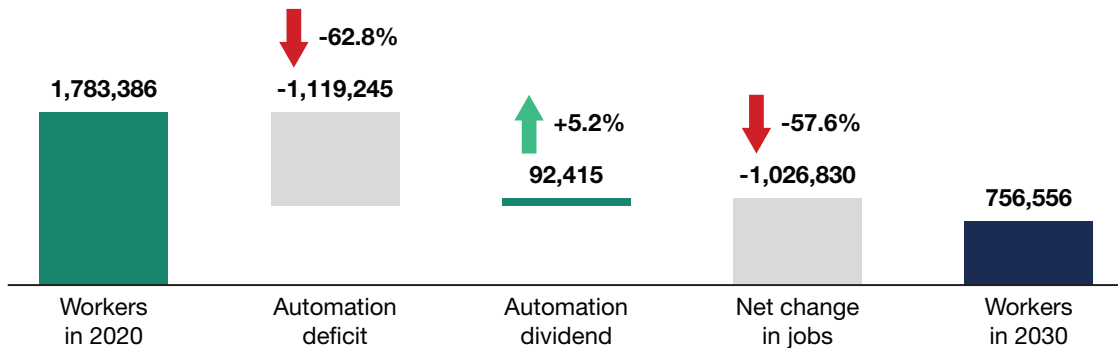 -62.8%
1,783,386
-1,119,245
+5.2%
-57.6%
92,415
-1,026,830
756,556
Workers
in 2020
Automation
deficit
Automation
dividend
Net change
in jobs
Workers
in 2030